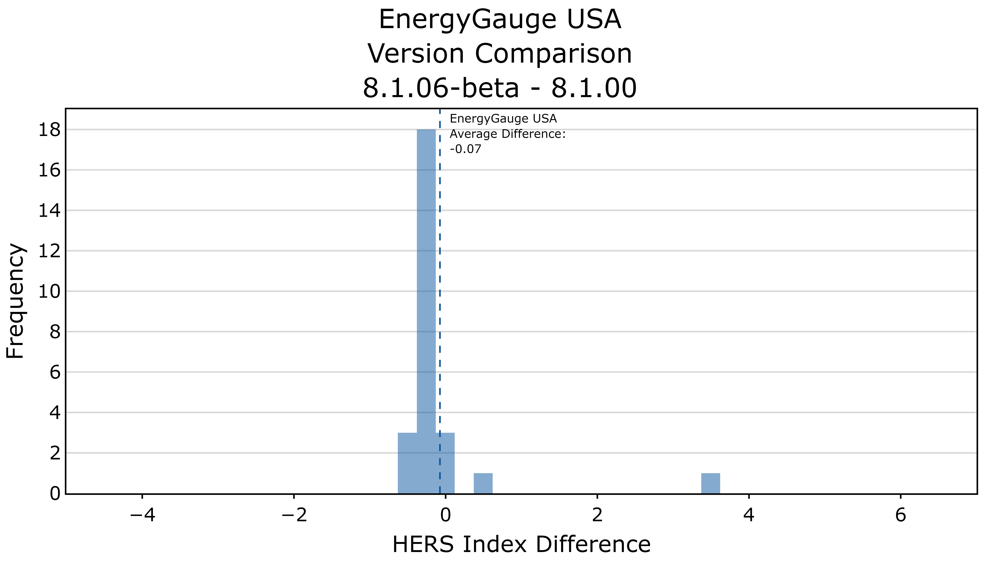 EnergyGauge USA
Version Comparison
8.1.06-beta - 8.1.00
EnergyGauge USA
Average Difference:
-0.07
18
16
14
12
10
8
6
4
2
0
Frequency
−4 −2 0 2 4 6
HERS Index Difference